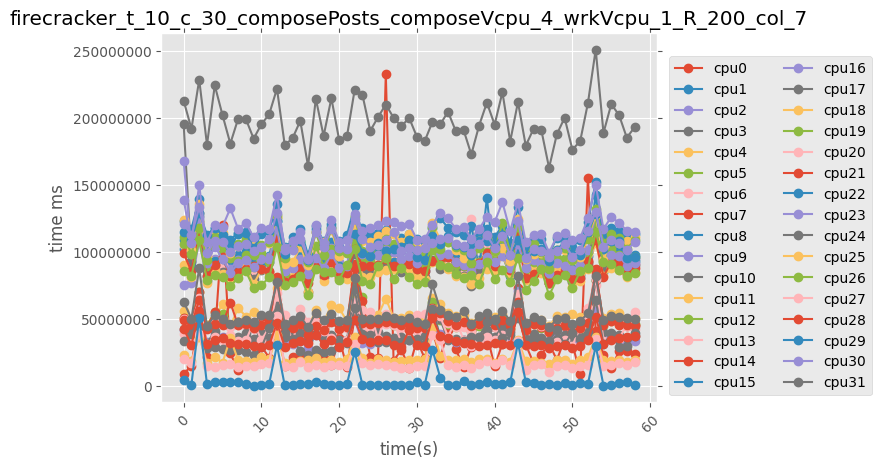 firecracker_t_10_c_30_composePosts_composeVcpu_4_wrkVcpu_1_R_200_col_7
250000000
200000000
150000000
100000000
50000000
0
time ms
0 10 20 30 40 50 60
time(s)
cpu0 cpu16
cpu1 cpu17
cpu2 cpu18
cpu3 cpu19
cpu4 cpu20
cpu5 cpu21
cpu6 cpu22
cpu7 cpu23
cpu8 cpu24
cpu9 cpu25
cpu10 cpu26
cpu11 cpu27
cpu12 cpu28
cpu13 cpu29
cpu14 cpu30
cpu15 cpu31